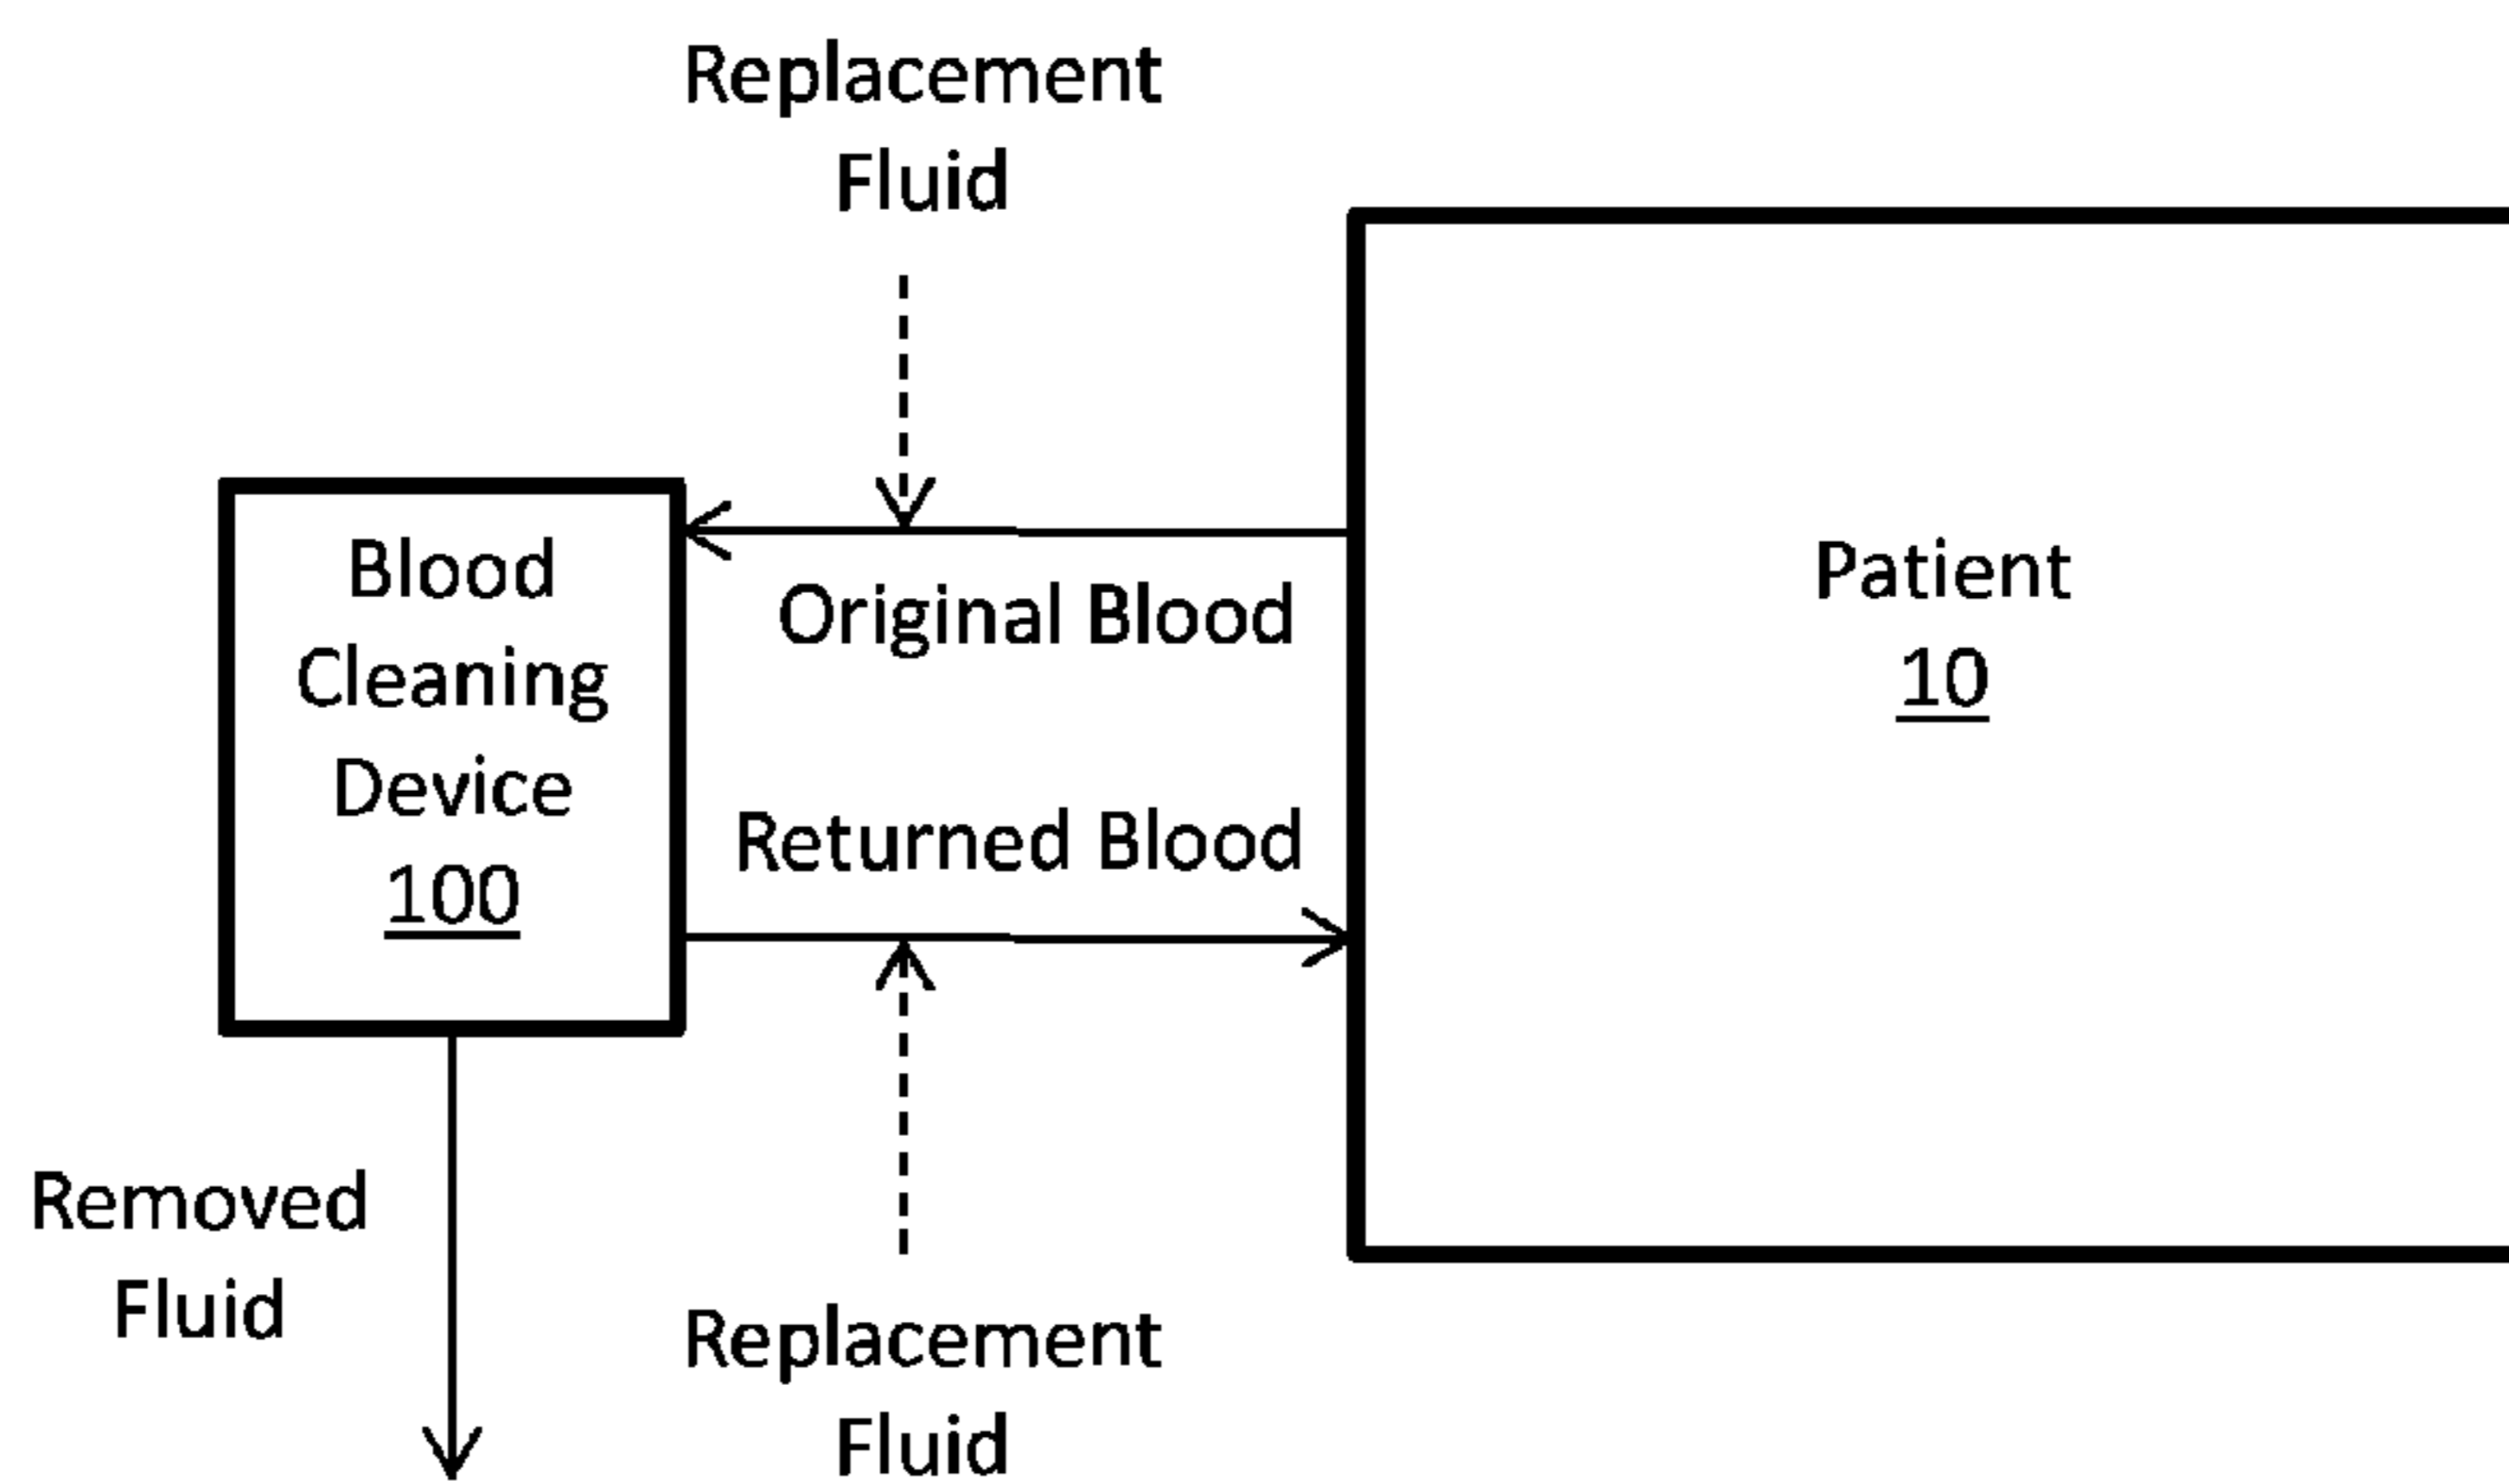 Replacement
Fluid
Blood
Cleaning
Device
100
Original Blood
Returned Blood
Patient
10
Removed
Fluid
Replacement
Fluid